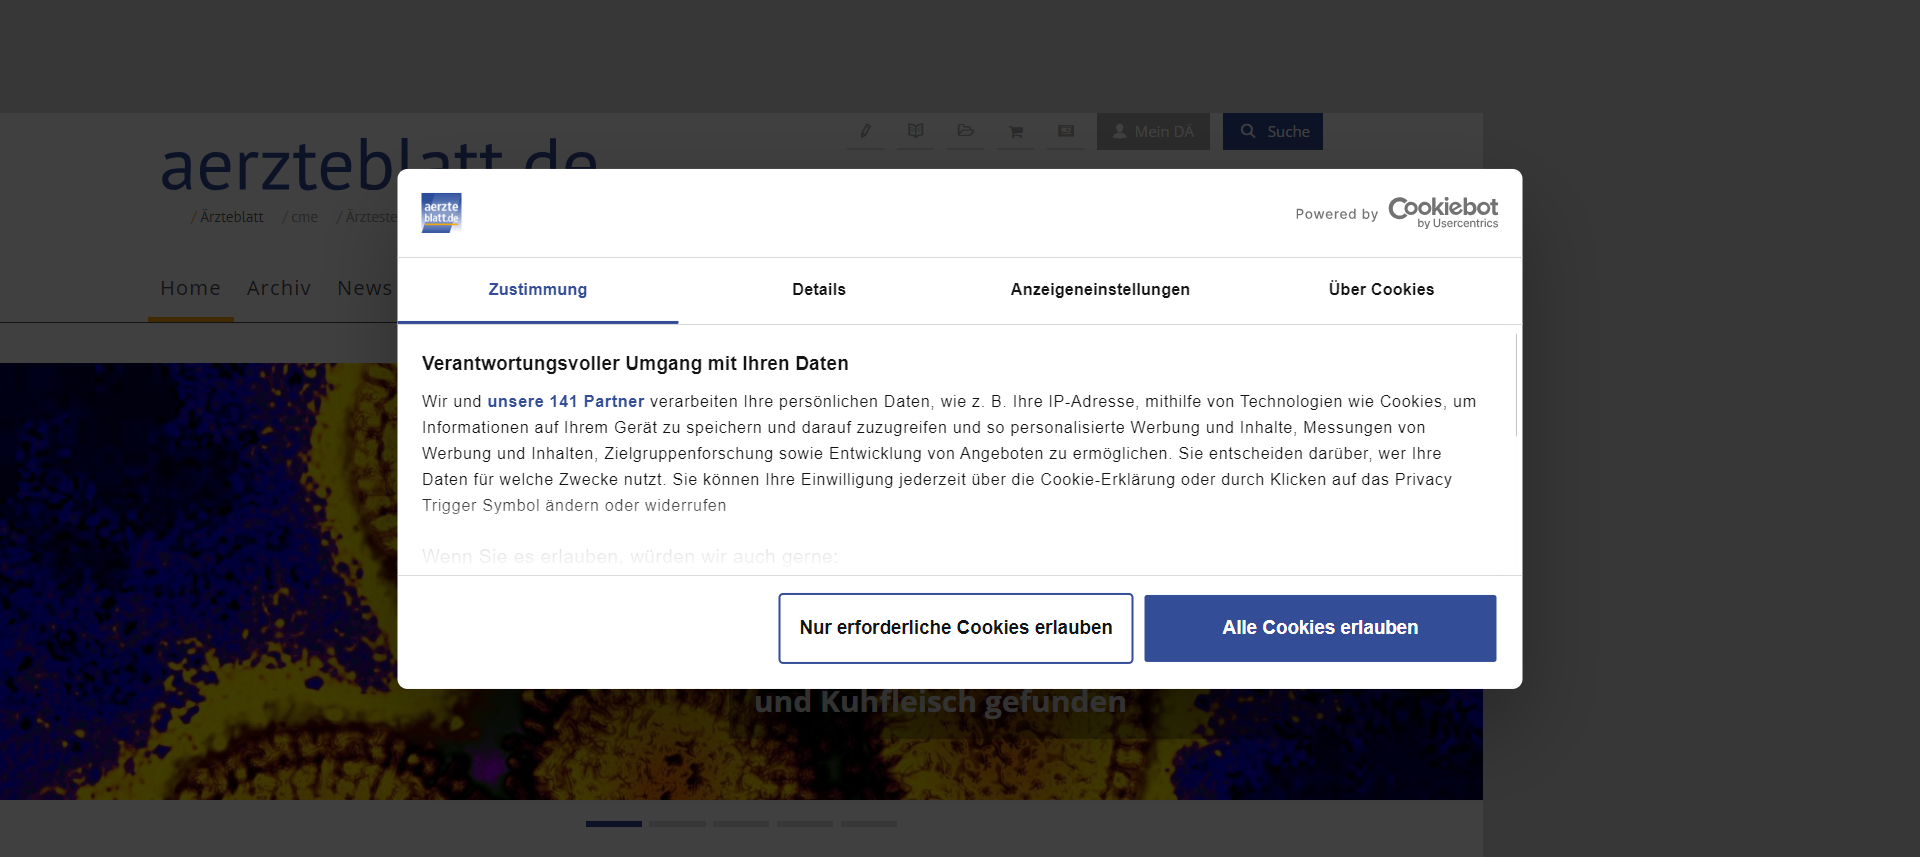 aerzteblatt.de
Mein DÄ
Suche
/ Ärzteblatt / cme
Home Archiv News
aerzte
blatt.de
Powered by Cookiebot
by Usercentrics
Zustimmung Details Anzeigeneinstellungen Über Cookies
Verantwortungsvoller Umgang mit Ihren Daten
Wir und unsere 141 Partner verarbeiten Ihre persönlichen Daten, wie z. B. Ihre IP-Adresse, mithilfe von Technologien wie Cookies, um
Informationen auf Ihrem Gerät zu speichern und darauf zuzugreifen und so personalisierte Werbung und Inhalte, Messungen von
Werbung und Inhalten, Zielgruppenforschung sowie Entwicklung von Angeboten zu ermöglichen. Sie entscheiden darüber, wer Ihre
Daten für welche Zwecke nutzt. Sie können Ihre Einwilligung jederzeit über die Cookie-Erklärung oder durch Klicken auf das Privacy
Trigger Symbol ändern oder widerrufen
Wenn Sie es erlauben, würden wir auch gerne:
Nur erforderliche Cookies erlauben
Alle Cookies erlauben
und Kuhfleisch gefunden